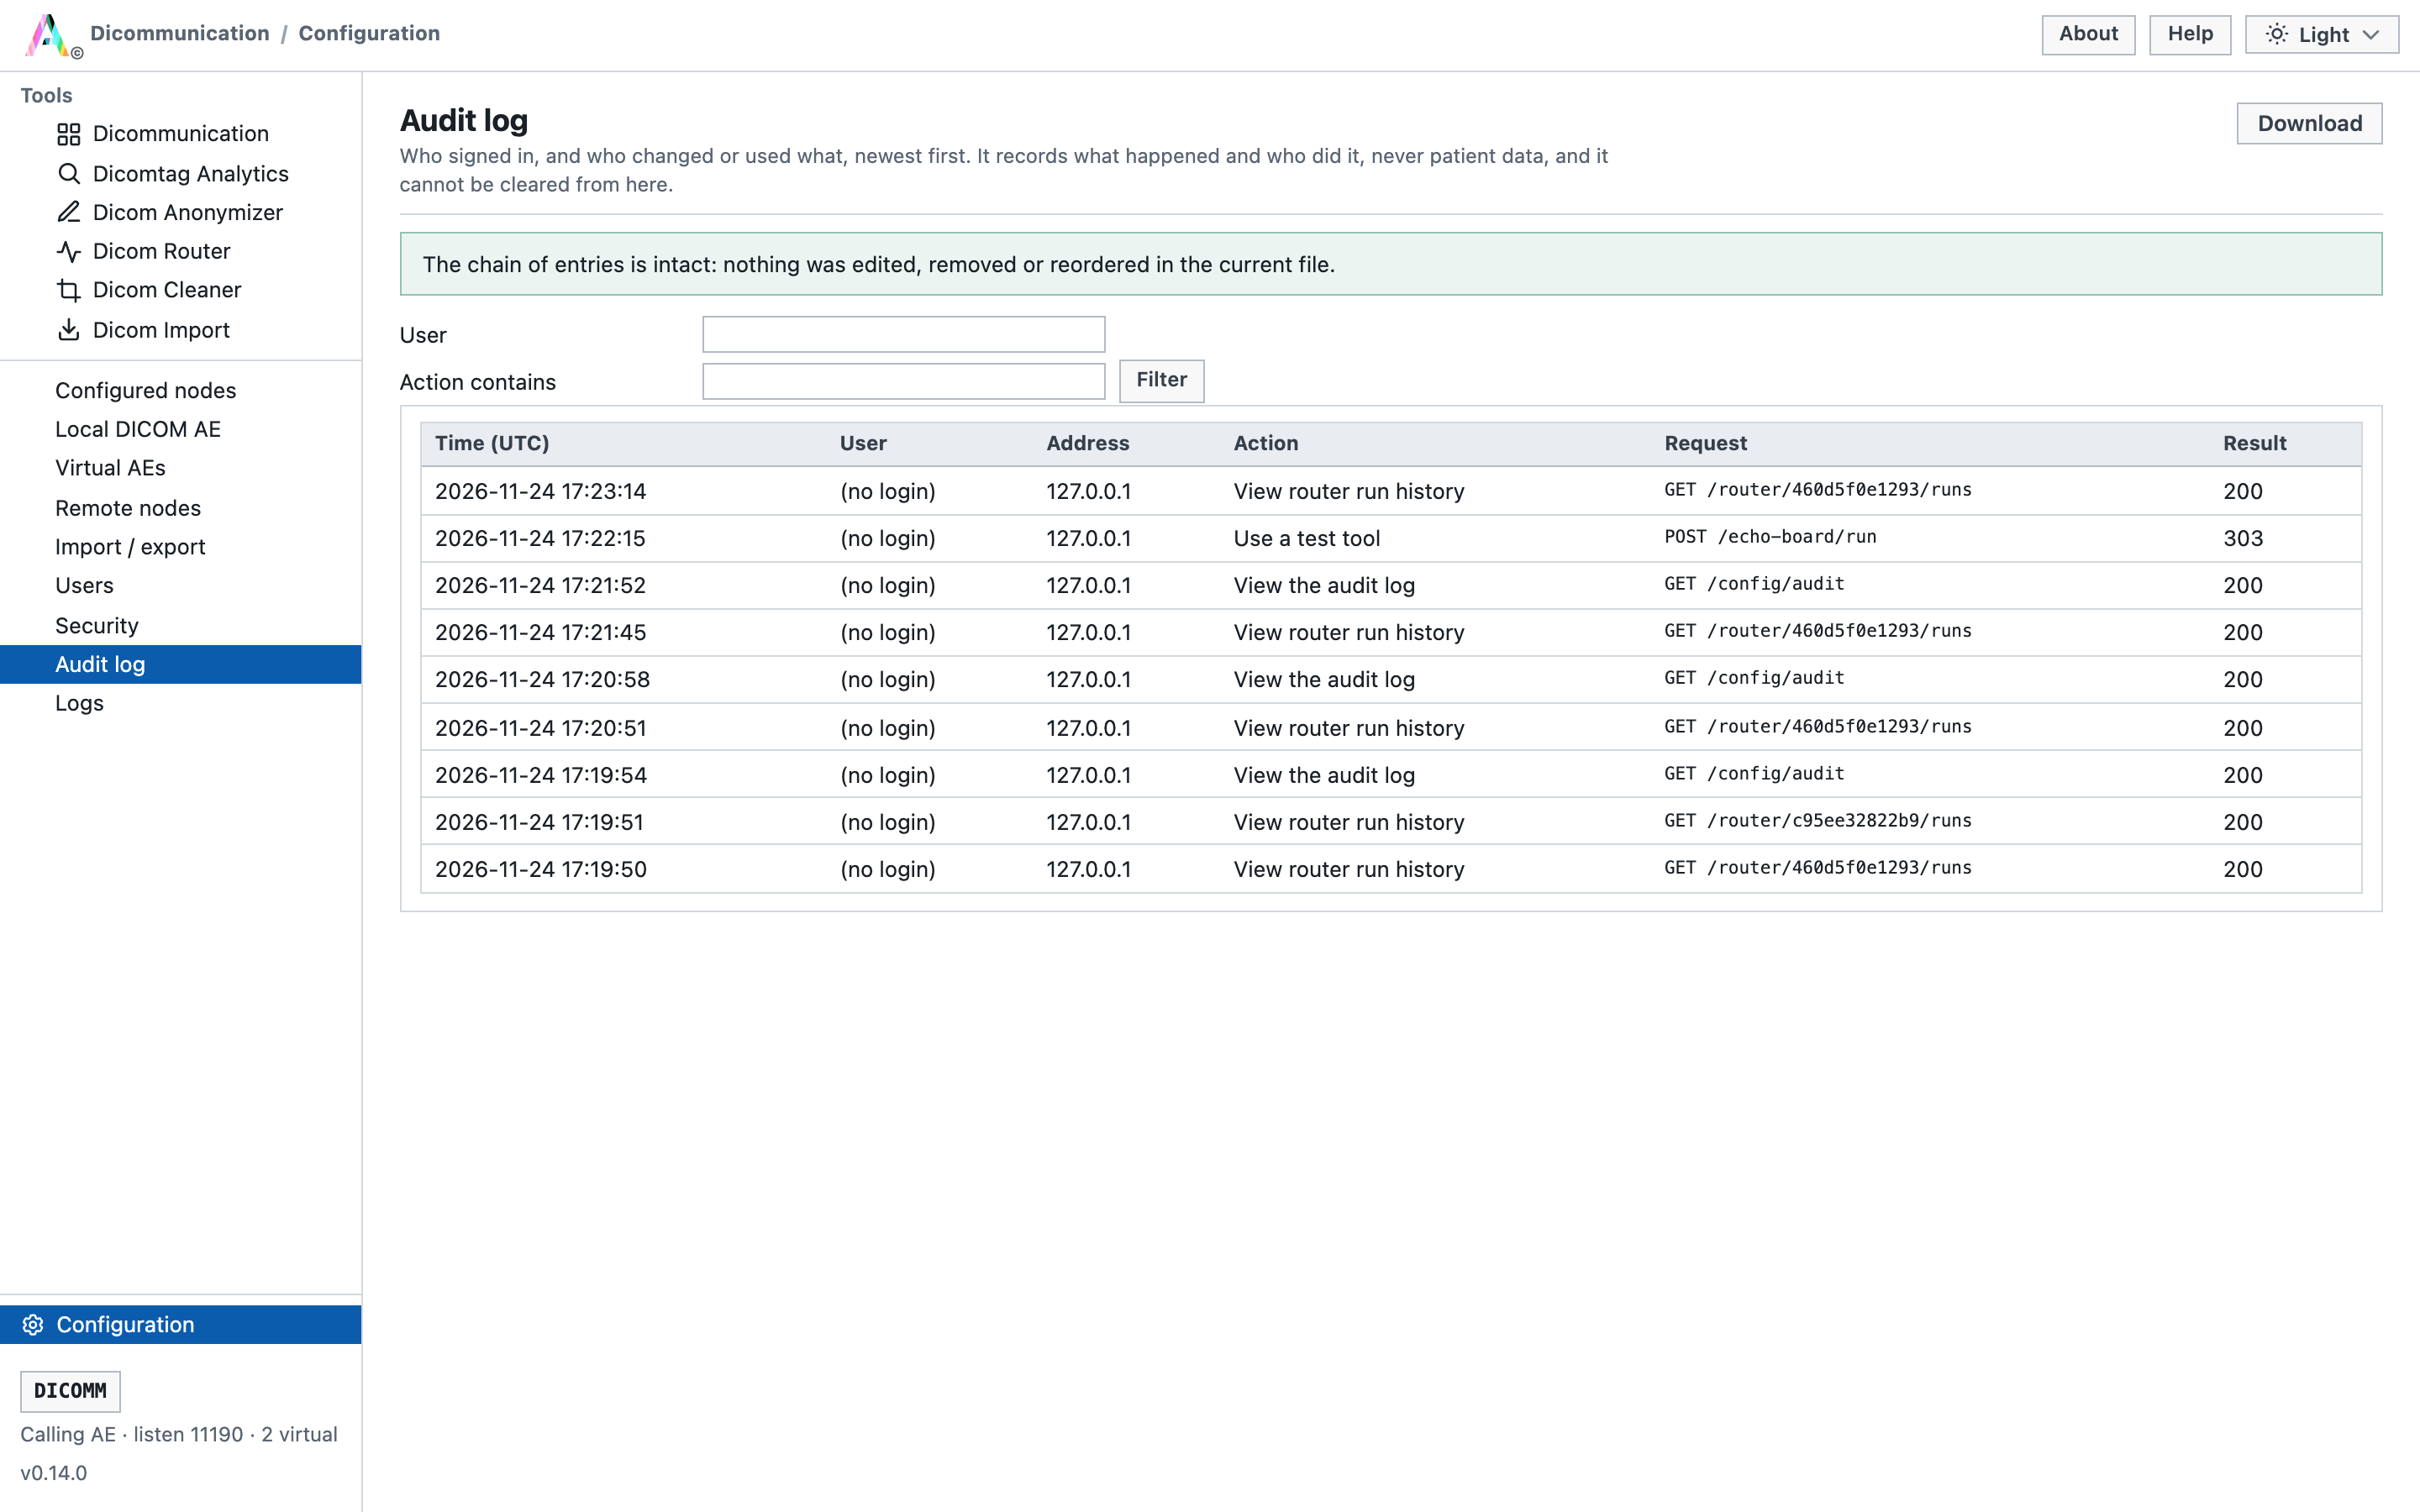 Dicommunication / Configuration
About
Help
Light
Tools
Dicommunication
Dicomtag Analytics
Dicom Anonymizer
Dicom Router
Dicom Cleaner
Dicom Import
Configured nodes
Local DICOM AE
Virtual AEs
Remote nodes
Import / export
Users
Security
Audit log
Logs
Configuration
DICOMM
Calling AE · listen 11190 · 2 virtual
v0.14.0
Audit log
Download
Who signed in, and who changed or used what, newest first. It records what happened and who did it, never patient data, and it
cannot be cleared from here.
The chain of entries is intact: nothing was edited, removed or reordered in the current file.
User
Action contains
Filter
Time (UTC) User Address Action Request Result
2026-11-24 17:23:14 (no login) 127.0.0.1 View router run history GET /router/460d5f0e1293/runs 200
2026-11-24 17:22:15 (no login) 127.0.0.1 Use a test tool POST /echo-board/run 303
2026-11-24 17:21:52 (no login) 127.0.0.1 View the audit log GET /config/audit 200
2026-11-24 17:21:45 (no login) 127.0.0.1 View router run history GET /router/460d5f0e1293/runs 200
2026-11-24 17:20:58 (no login) 127.0.0.1 View the audit log GET /config/audit 200
2026-11-24 17:20:51 (no login) 127.0.0.1 View router run history GET /router/460d5f0e1293/runs 200
2026-11-24 17:19:54 (no login) 127.0.0.1 View the audit log GET /config/audit 200
2026-11-24 17:19:51 (no login) 127.0.0.1 View router run history GET /router/c95ee32822b9/runs 200
2026-11-24 17:19:50 (no login) 127.0.0.1 View router run history GET /router/460d5f0e1293/runs 200